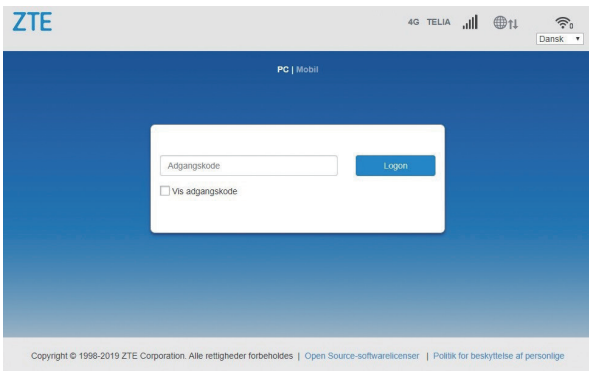 ZTE
4G TELIA
0
Dansk
PC | Mobil
Adgangskode
Logon
Vis adgangskode
Copyright © 1998-2019 ZTE Corporation. Alle rettigheder forbeholdes | Open Source-softwarelicenser | Politik for beskyttelse af personlige